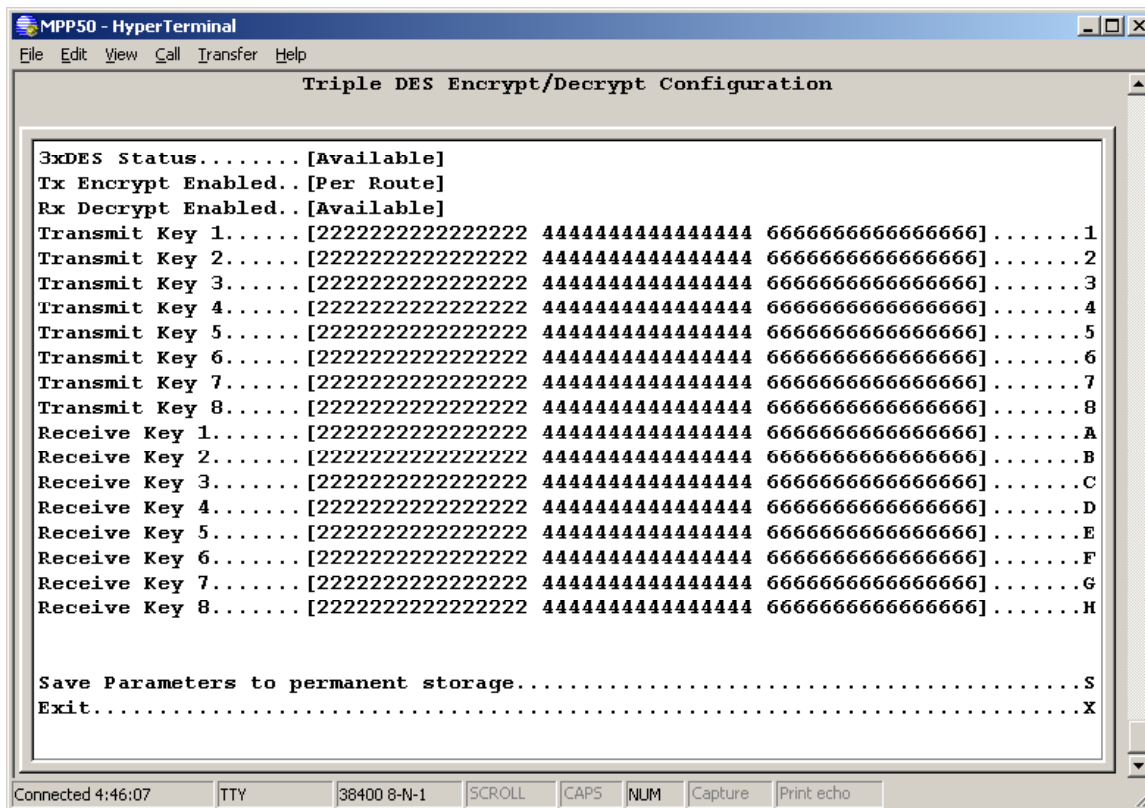 MPP50 - HyperTerminal
File Edit View Call Transfer Help
Triple DES Encrypt/Decrypt Configuration
3xDES Status........[Available]
Tx Encrypt Enabled..[Per Route]
Rx Decrypt Enabled..[Available]
Transmit Key 1......[2222222222222222 4444444444444444 6666666666666666].......1
Transmit Key 2......[2222222222222222 4444444444444444 6666666666666666].......2
Transmit Key 3......[2222222222222222 4444444444444444 6666666666666666].......3
Transmit Key 4......[2222222222222222 4444444444444444 6666666666666666].......4
Transmit Key 5......[2222222222222222 4444444444444444 6666666666666666].......5
Transmit Key 6......[2222222222222222 4444444444444444 6666666666666666].......6
Transmit Key 7......[2222222222222222 4444444444444444 6666666666666666].......7
Transmit Key 8......[2222222222222222 4444444444444444 6666666666666666].......8
Receive Key 1.......[2222222222222222 4444444444444444 6666666666666666].......A
Receive Key 2.......[2222222222222222 4444444444444444 6666666666666666].......B
Receive Key 3.......[2222222222222222 4444444444444444 6666666666666666].......C
Receive Key 4.......[2222222222222222 4444444444444444 6666666666666666].......D
Receive Key 5.......[2222222222222222 4444444444444444 6666666666666666].......E
Receive Key 6.......[2222222222222222 4444444444444444 6666666666666666].......F
Receive Key 7.......[2222222222222222 4444444444444444 6666666666666666].......G
Receive Key 8.......[2222222222222222 4444444444444444 6666666666666666].......H
Save Parameters to permanent storage..........................................S
Exit..........................................................................X
Connected 4:46:07 TTY 38400 8-N-1 SCROLL CAPS NUM Capture Print echo